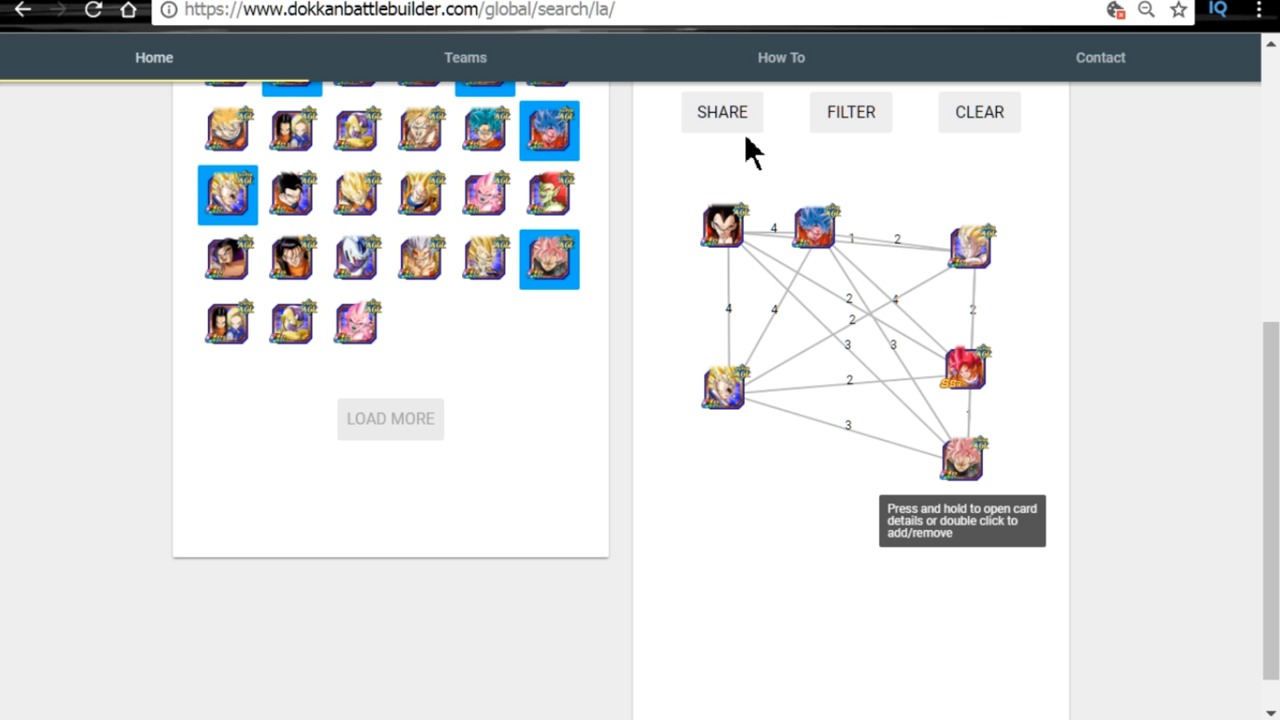 https://www.dokkanbattlebuilder.com/global/search/la/
IQ
Home Teams How To Contact
SHARE FILTER CLEAR
4
1
2
4
4
2
4
2
2
3
3
2
3
LOAD MORE
Press and hold to open card
details or double click to
add/remove